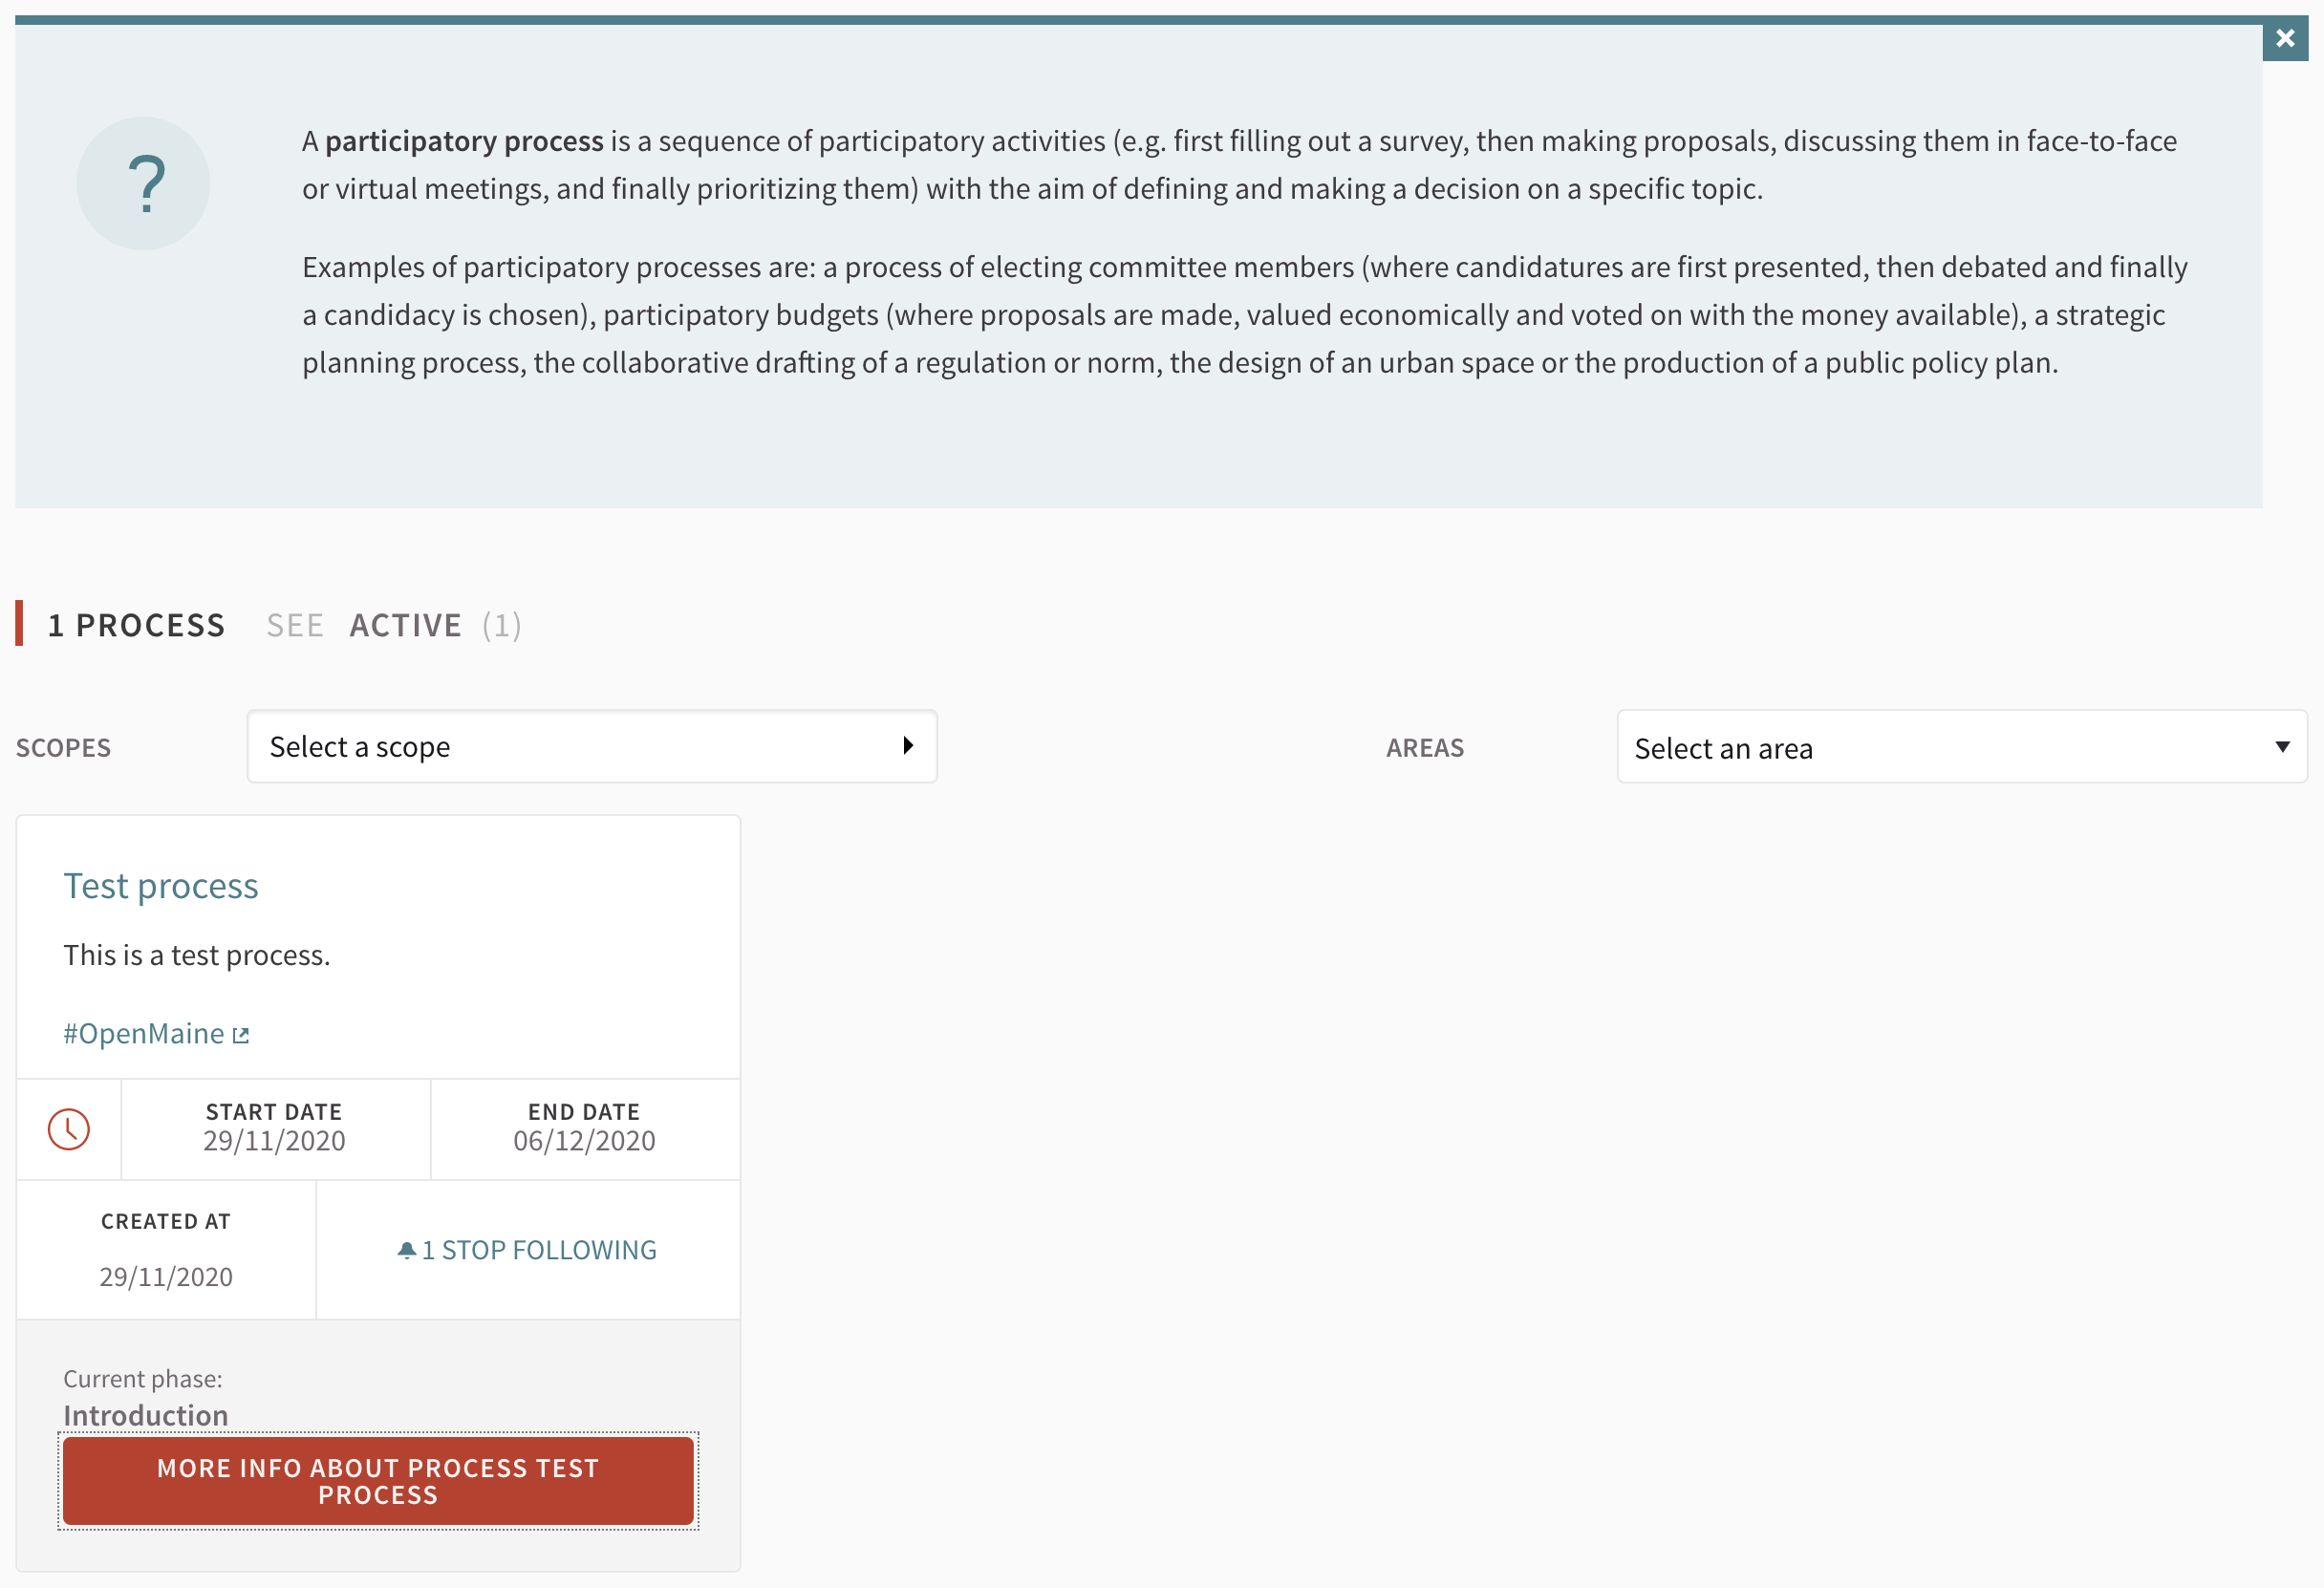 ?
A participatory process is a sequence of participatory activities (e.g. first filling out a survey, then making proposals, discussing them in face-to-face
or virtual meetings, and finally prioritizing them) with the aim of defining and making a decision on a specific topic.
Examples of participatory processes are: a process of electing committee members (where candidatures are first presented, then debated and finally
a candidacy is chosen), participatory budgets (where proposals are made, valued economically and voted on with the money available), a strategic
planning process, the collaborative drafting of a regulation or norm, the design of an urban space or the production of a public policy plan.
1 PROCESS SEE ACTIVE (1)
SCOPES Select a scope AREAS Select an area
Test process
This is a test process.
#OpenMaine
START DATE END DATE
29/11/2020 06/12/2020
CREATED AT
29/11/2020
1 STOP FOLLOWING
Current phase:
Introduction
MORE INFO ABOUT PROCESS TEST
PROCESS